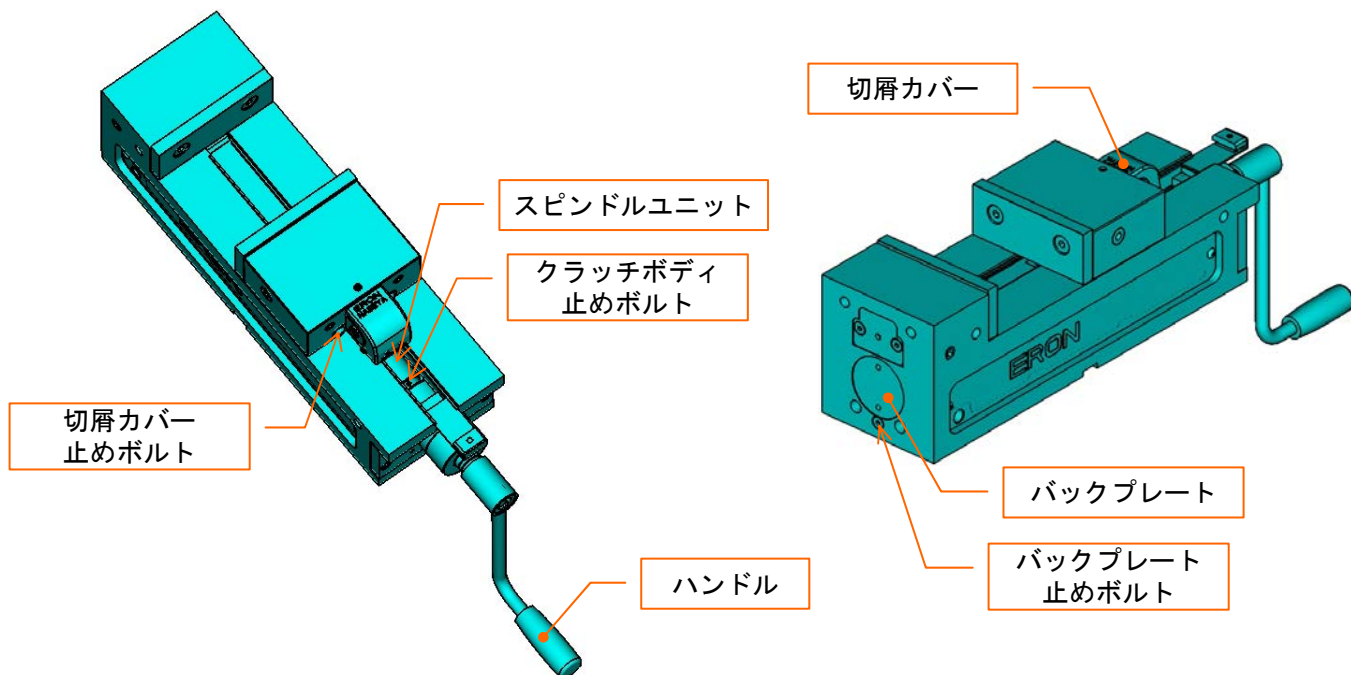 切屑カバー
スピンドルユニット
クラッチボディ
止めボルト
切屑カバー
止めボルト
ハンドル
ERON
バックプレート
バックプレート
止めボルト